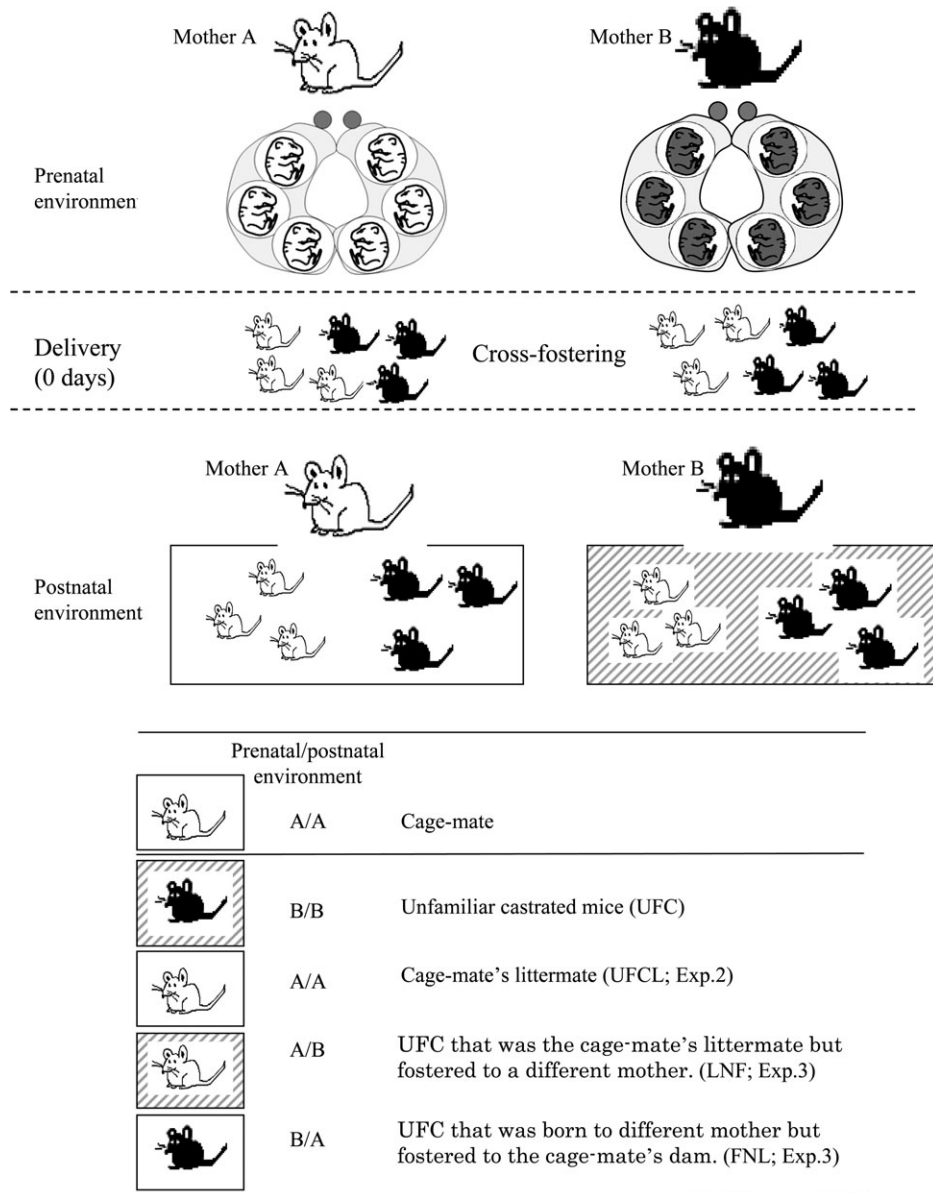 Mother A
Mother B
Prenatal
environmen
Delivery
(0 days)
Cross-fostering
Mother A
Mother B
Postnatal
environment
Prenatal/postnatal
environment
A/A
Cage-mate
B/B
Unfamiliar castrated mice (UFC)
A/A
Cage-mate's littermate (UFCL; Exp.2)
A/B
UFC that was the cage-mate's littermate but
fostered to a different mother. (LNF; Exp.3)
B/A
UFC that was born to different mother but
fostered to the cage-mate's dam. (FNL; Exp.3)